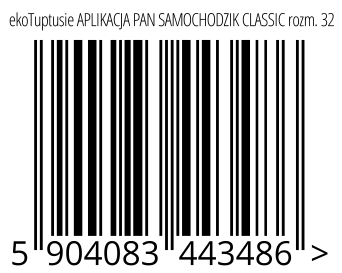 ekoTuptusie APLIKACJA PAN SAMOCHODZIK CLASSIC rozm. 32
5 904083 443486 >